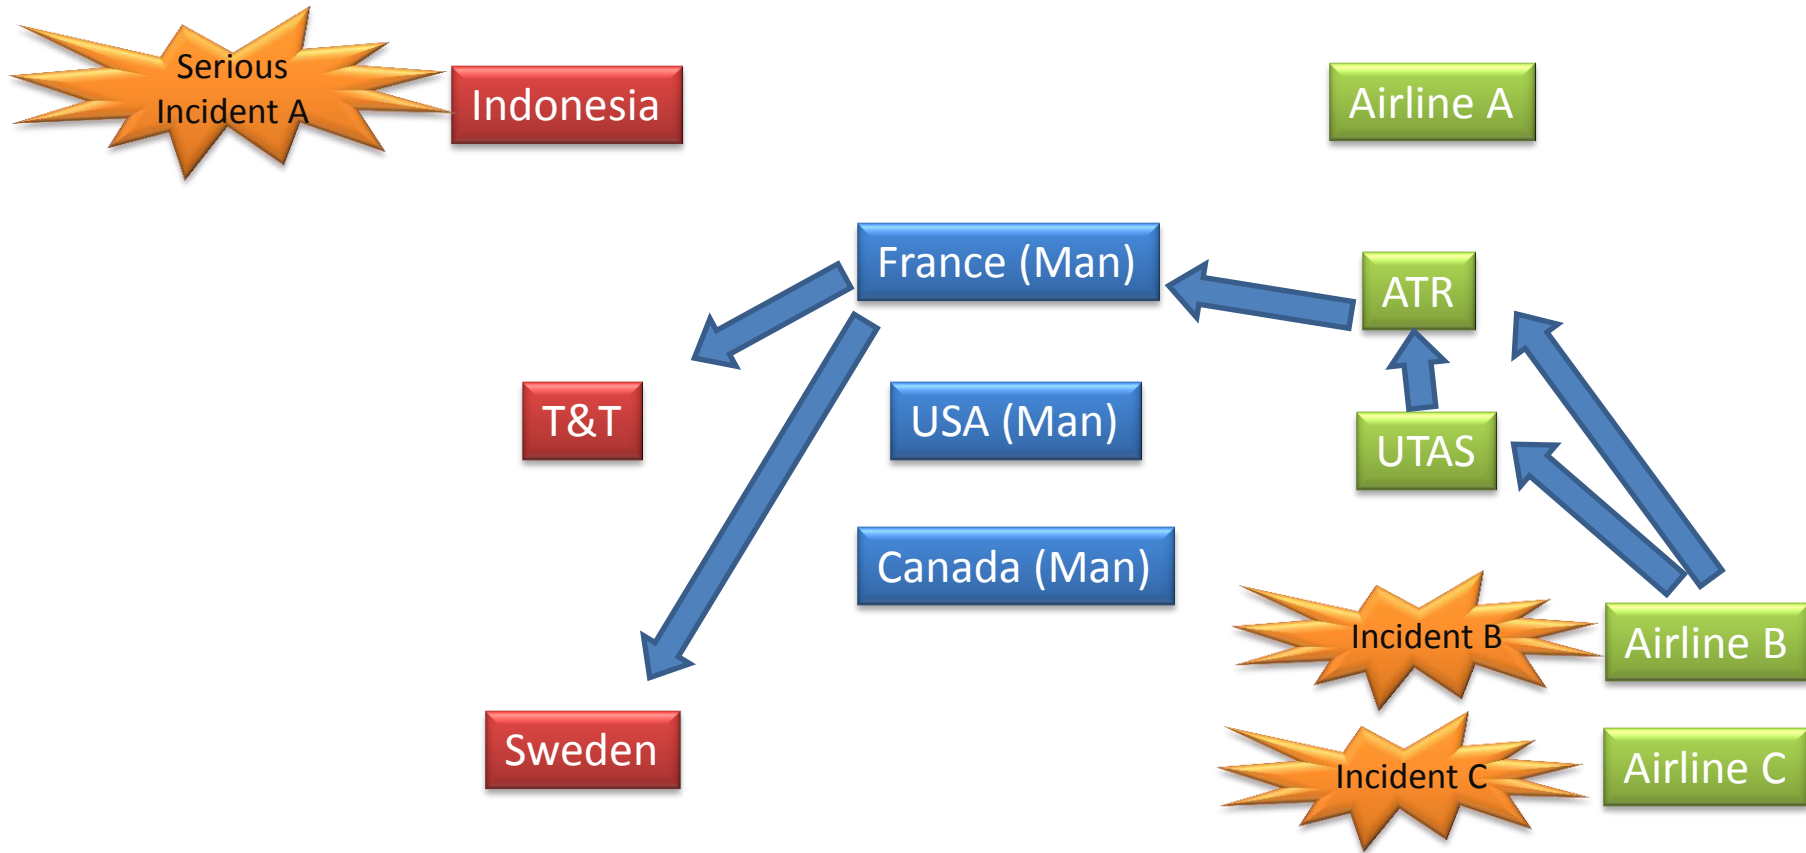 Serious
Incident A
Indonesia
Airline A
France (Man)
ATR
T&T
USA (Man)
UTAS
Canada (Man)
Incident B
Airline B
Sweden
Incident C
Airline C